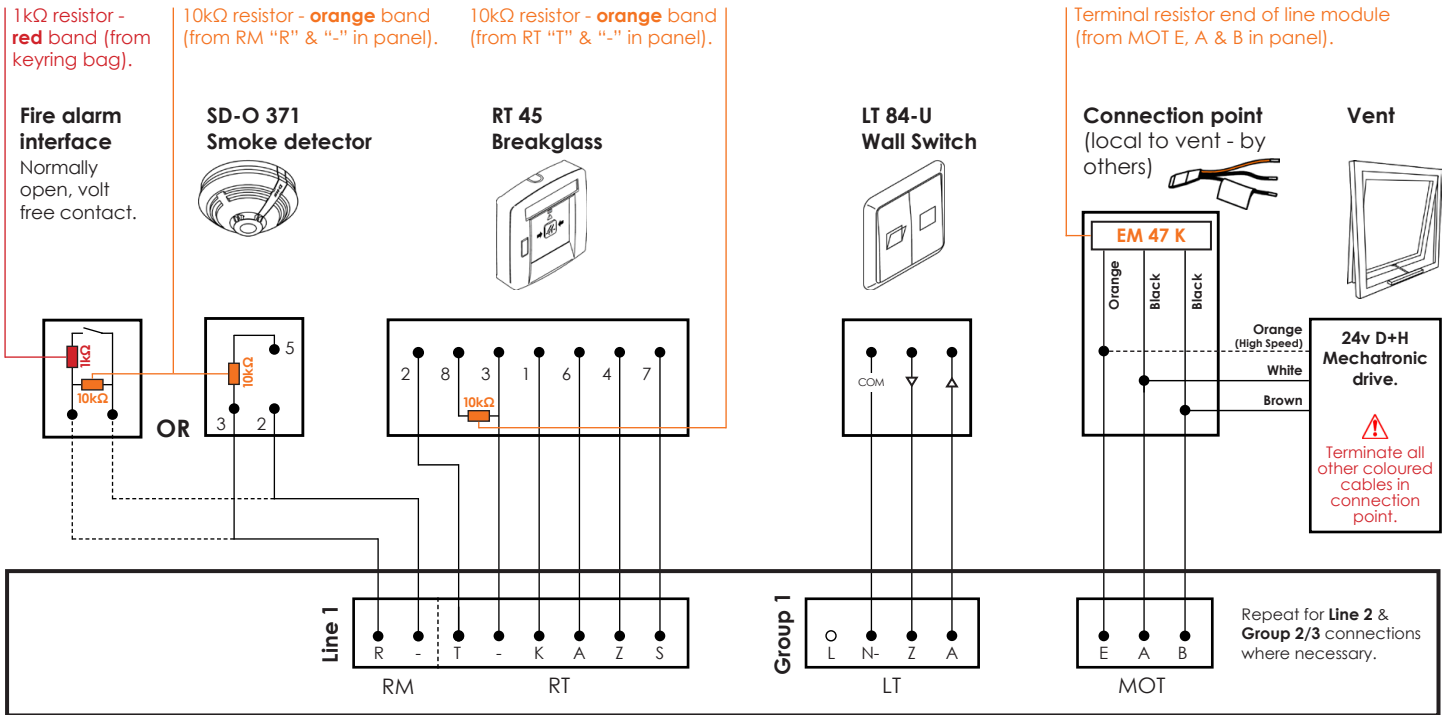 1kΩ resistor -
red band (from
keyring bag).
10kΩ resistor - orange band
(from RM “R” & “-” in panel).
10kΩ resistor - orange band
(from RT “T” & “-” in panel).
Terminal resistor end of line module
(from MOT E, A & B in panel).
Fire alarm
interface
Normally
open, volt
free contact.
SD-O 371
Smoke detector
RT 45
Breakglass
LT 84-U
Wall Switch
Connection point
(local to vent - by
others)
Vent
EM 47 K
Orange
Black
Black
1kΩ
10kΩ
OR
10kΩ
5
3
2
2
8
3
1
6
4
7
10kΩ
COM
Orange
(High Speed)
White
Brown
24v D+H
Mechatronic
drive.
Terminate all
other coloured
cables in
connection
point.
Line 1
R
-
T
-
K
A
Z
S
RM
RT
Group 1
L
N-
Z
A
LT
E
A
B
MOT
Repeat for Line 2 &
Group 2/3 connections
where necessary.